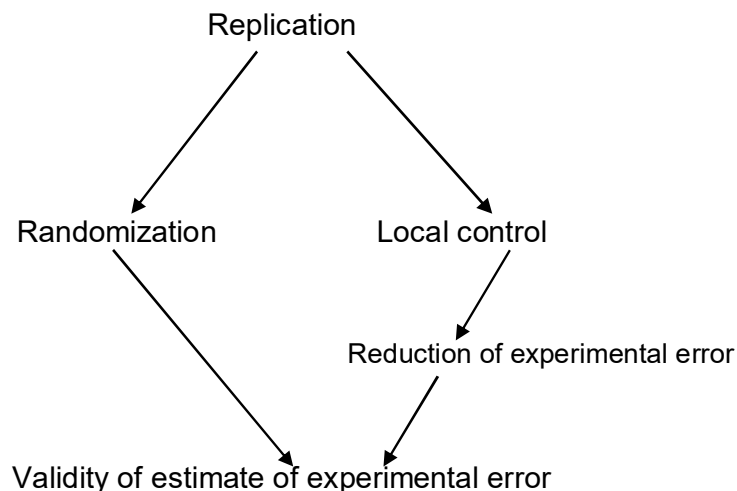 Replication
Randomization
Local control
Reduction of experimental error
Validity of estimate of experimental error